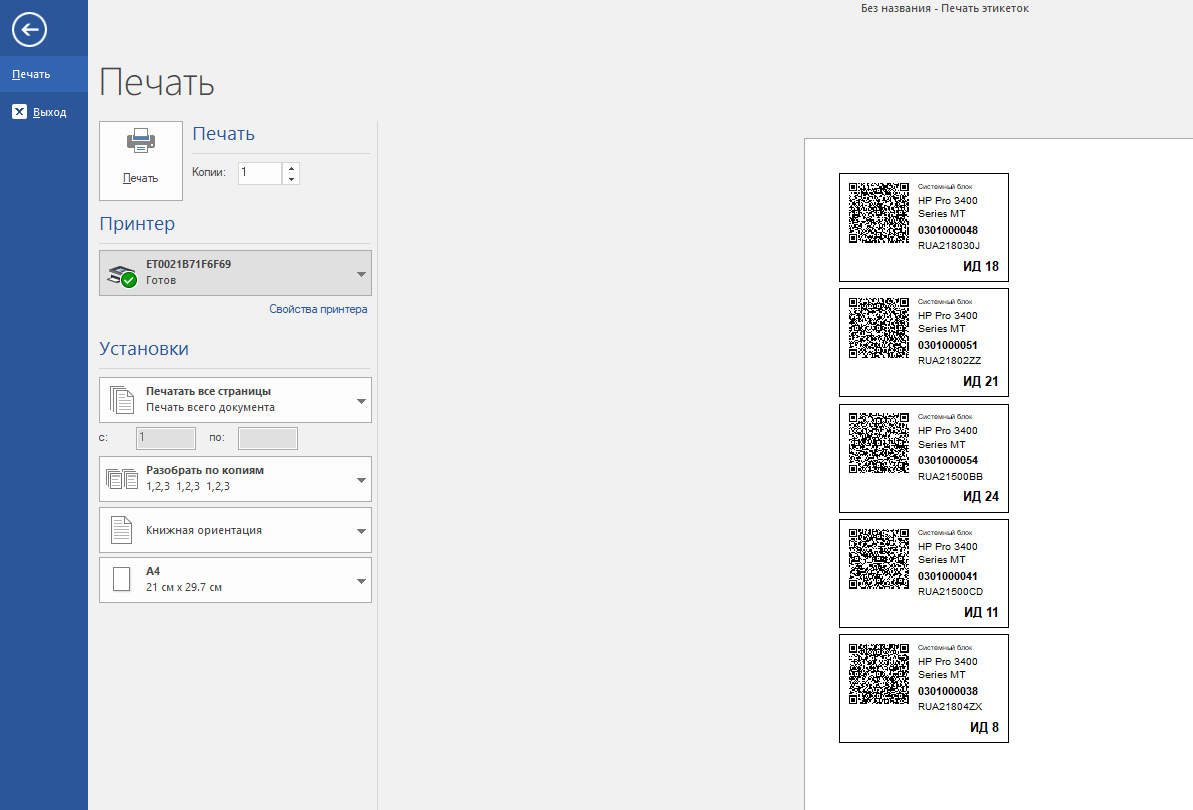 Без названия - Печать этикеток
Печать
Выход
Печать
Печать
Печать
Копии: 1
Принтер
ET0021B71F6F69
Готов
Свойства принтера
Установки
Печатать все страницы
Печать всего документа
с: 1 по:
Разобрать по копиям
1,2,3 1,2,3 1,2,3
Книжная ориентация
A4
21 см x 29.7 см
Системный блок
HP Pro 3400
Series MT
0301000048
RUA218030J
ИД 18
Системный блок
HP Pro 3400
Series MT
0301000051
RUA21802ZZ
ИД 21
Системный блок
HP Pro 3400
Series MT
0301000054
RUA21500BB
ИД 24
Системный блок
HP Pro 3400
Series MT
0301000041
RUA21500CD
ИД 11
Системный блок
HP Pro 3400
Series MT
0301000038
RUA21804ZX
ИД 8